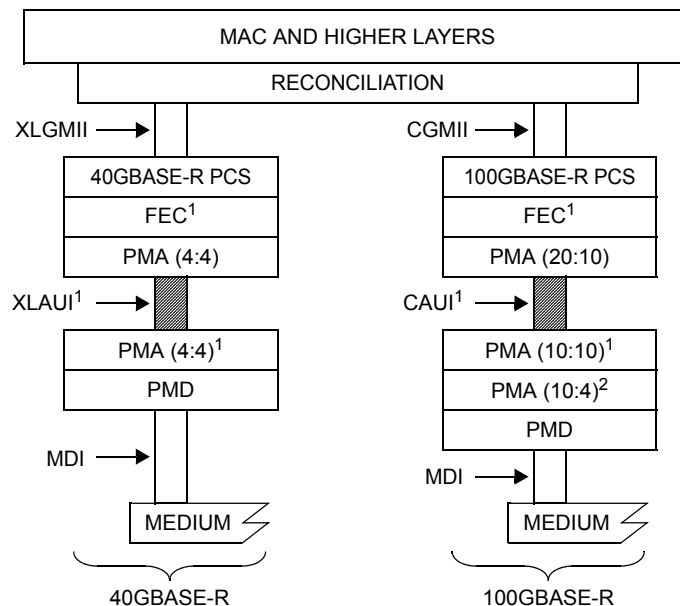 MAC AND HIGHER LAYERS
RECONCILIATION
XLGMII
CGMII
40GBASE-R PCS
FEC¹
PMA (4:4)
100GBASE-R PCS
FEC¹
PMA (20:10)
XLAUI¹
CAUI¹
PMA (4:4)¹
PMD
PMA (10:10)¹
PMA (10:4)²
PMD
MDI
MDI
MEDIUM
MEDIUM
40GBASE-R
100GBASE-R